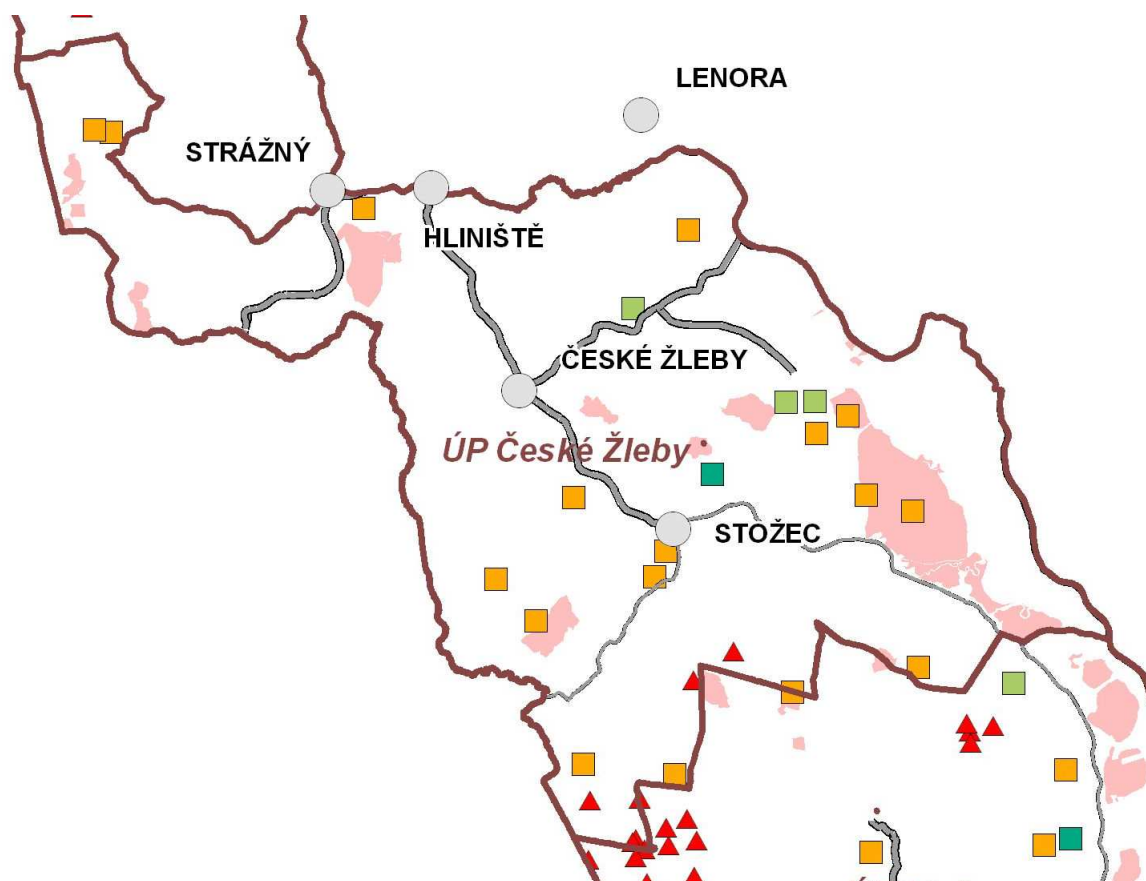 LENORA
STRÁŽNÝ
HLINIŠTĚ
ČESKÉ ŽLEBY
ÚP České Žleby
STOŽEC